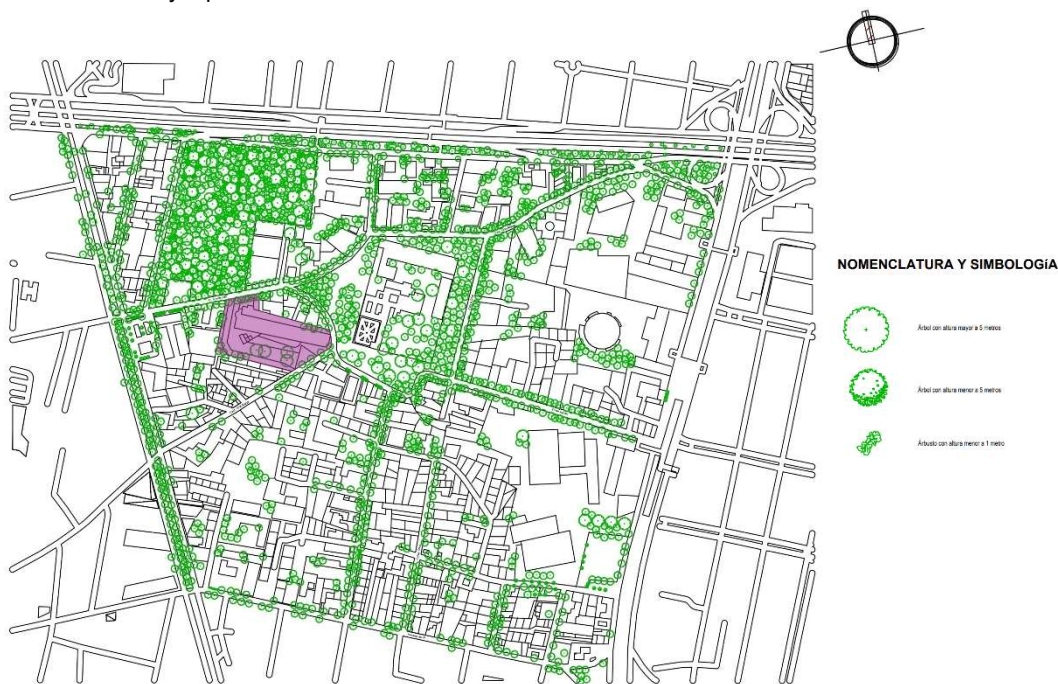 NOMENCLATURA Y SIMBOLOGíA
Árbol con altura mayor a 5 metros
Árbol con altura menor a 5 metros
Árbusto con altura menor a 1 metro